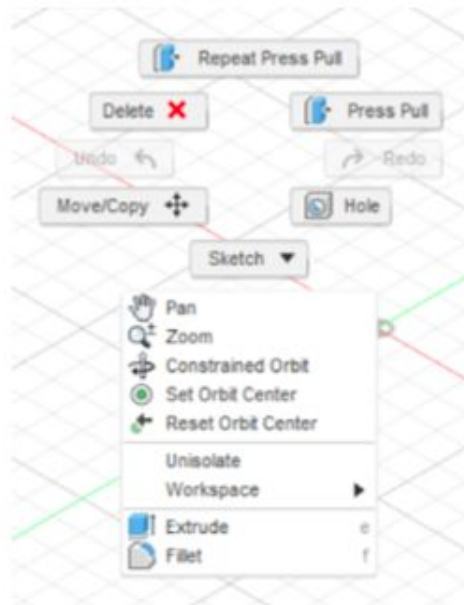 Repeat Press Pull
Delete Press Pull
Undo Redo
Move/Copy Hole
Sketch
Pan
Zoom
Constrained Orbit
Set Orbit Center
Reset Orbit Center
Unisolate
Workspace
Extrude e
Fillet f